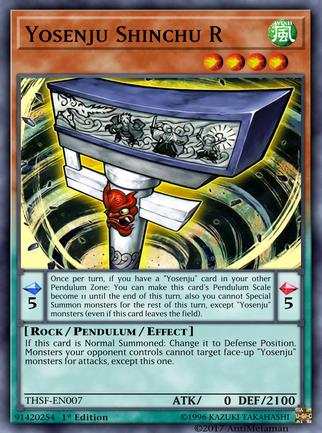 YOSENJU SHINCHU R
WIND
風
Once per turn, if you have a "Yosenju" card in your other
Pendulum Zone: You can make this card's Pendulum Scale
become 11 until the end of this turn, also you cannot Special
Summon monsters for the rest of this turn, except "Yosenju"
monsters (even if this card leaves the field).
5
5
[ROCK / PENDULUM / EFFECT]
If this card is Normal Summoned: Change it to Defense Position.
Monsters your opponent controls cannot target face-up "Yosenju"
monsters for attacks, except this one.
THSF-EN007
ATK/ 0 DEF/2100
91420254 1st Edition
©1996 KAZUKI TAKAHASHI
©2017 AntiMetaman